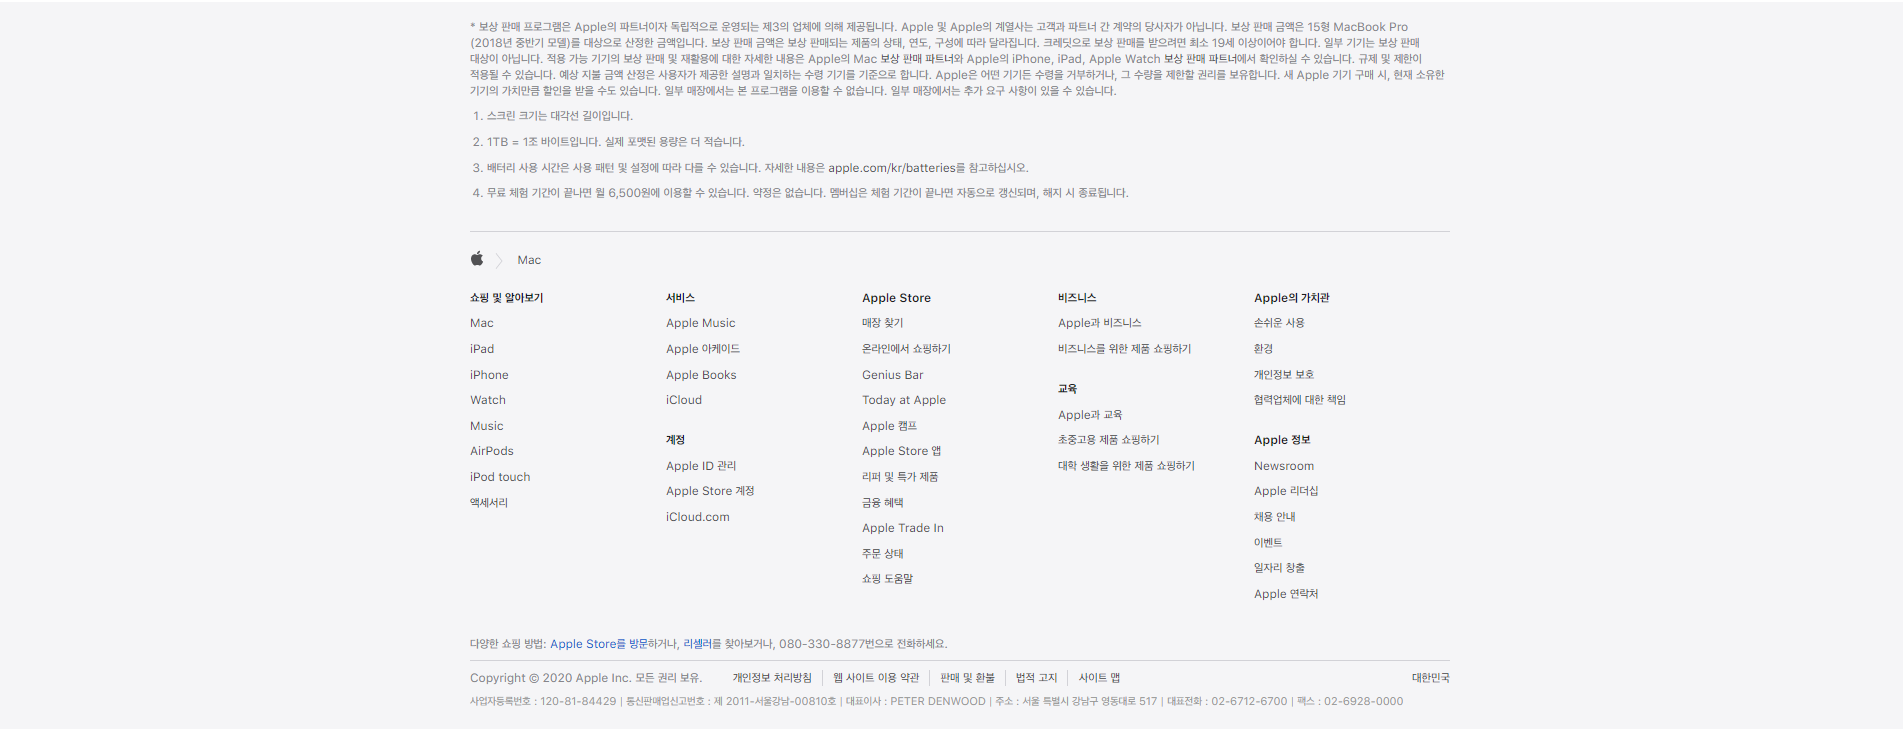 * 보상 판매 프로그램은 Apple의 파트너이자 독립적으로 운영되는 제3의 업체에 의해 제공됩니다. Apple 및 Apple의 계열사는 고객과 파트너 간 계약의 당사자가 아닙니다. 보상 판매 금액은 15형 MacBook Pro
(2018년 중반기 모델)를 대상으로 산정한 금액입니다. 보상 판매 금액은 보상 판매되는 제품의 상태, 연도, 구성에 따라 달라집니다. 크레딧으로 보상 판매를 받으려면 최소 19세 이상이어야 합니다. 일부 기기는 보상 판매
대상이 아닙니다. 적용 가능 기기의 보상 판매 및 재활용에 대한 자세한 내용은 Apple의 Mac 보상 판매 파트너와 Apple의 iPhone, iPad, Apple Watch 보상 판매 파트너에서 확인하실 수 있습니다. 규제 및 제한이
적용될 수 있습니다. 예상 지불 금액 산정은 사용자가 제공한 설명과 일치하는 수령 기기를 기준으로 합니다. Apple은 어떤 기기든 수령을 거부하거나, 그 수량을 제한할 권리를 보유합니다. 새 Apple 기기 구매 시, 현재 소유한
기기의 가치만큼 할인을 받을 수도 있습니다. 일부 매장에서는 본 프로그램을 이용할 수 없습니다. 일부 매장에서는 추가 요구 사항이 있을 수 있습니다.
1. 스크린 크기는 대각선 길이입니다.
2. 1TB = 1조 바이트입니다. 실제 포맷된 용량은 더 적습니다.
3. 배터리 사용 시간은 사용 패턴 및 설정에 따라 다를 수 있습니다. 자세한 내용은 apple.com/kr/batteries를 참고하십시오.
4. 무료 체험 기간이 끝나면 월 6,500원에 이용할 수 있습니다. 약정은 없습니다. 멤버십은 체험 기간이 끝나면 자동으로 갱신되며, 해지 시 종료됩니다.
Mac
쇼핑 및 알아보기
Mac
iPad
iPhone
Watch
Music
AirPods
iPod touch
액세서리
서비스
Apple Music
Apple 아케이드
Apple Books
iCloud
계정
Apple ID 관리
Apple Store 계정
iCloud.com
Apple Store
매장 찾기
온라인에서 쇼핑하기
Genius Bar
Today at Apple
Apple 캠프
Apple Store 앱
리퍼 및 특가 제품
금융 혜택
Apple Trade In
주문 상태
쇼핑 도움말
비즈니스
Apple과 비즈니스
비즈니스를 위한 제품 쇼핑하기
교육
Apple과 교육
초중고용 제품 쇼핑하기
대학 생활을 위한 제품 쇼핑하기
Apple의 가치관
손쉬운 사용
환경
개인정보 보호
협력업체에 대한 책임
Apple 정보
Newsroom
Apple 리더십
채용 안내
이벤트
일자리 창출
Apple 연락처
다양한 쇼핑 방법: Apple Store를 방문하거나, 리셀러를 찾아보거나, 080-330-8877번으로 전화하세요.
Copyright © 2020 Apple Inc. 모든 권리 보유. 개인정보 처리방침 | 웹 사이트 이용 약관 | 판매 및 환불 | 법적 고지 | 사이트 맵 대한민국
사업자등록번호 : 120-81-84429 | 통신판매업신고번호 : 제 2011-서울강남-00810호 | 대표이사 : PETER DENWOOD | 주소 : 서울 특별시 강남구 영동대로 517 | 대표전화 : 02-6712-6700 | 팩스 : 02-6928-0000